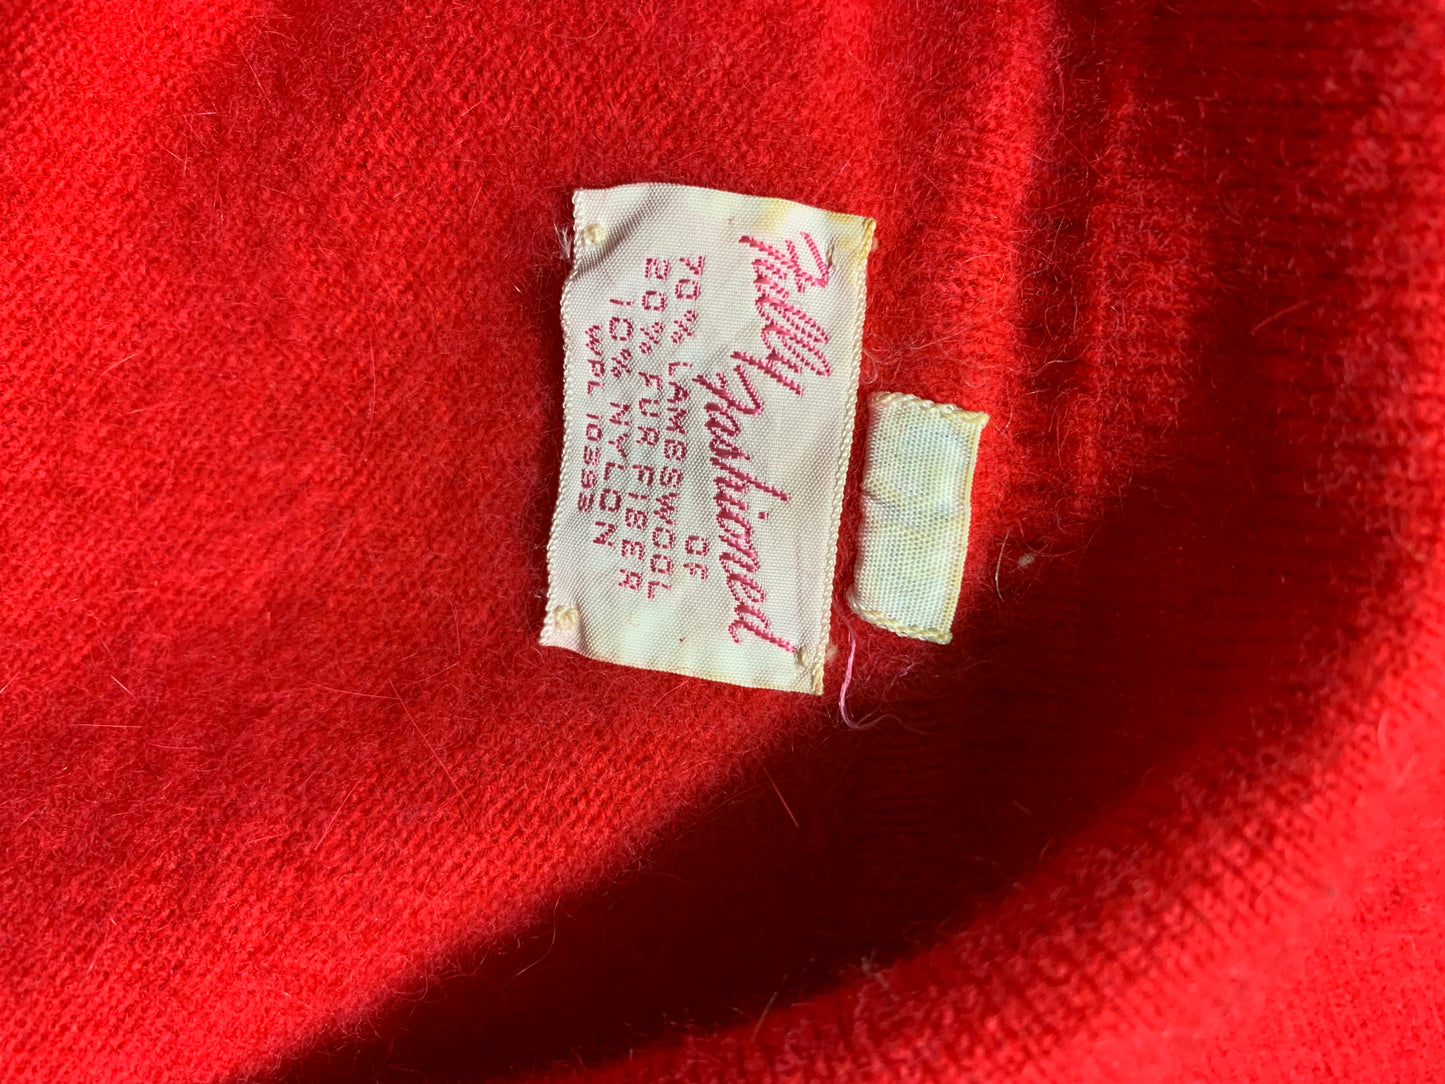 Fully Fashioned
OF
70% LAMBSWOOL
20% FUR FIBER
10% NYLON
WPL 10393